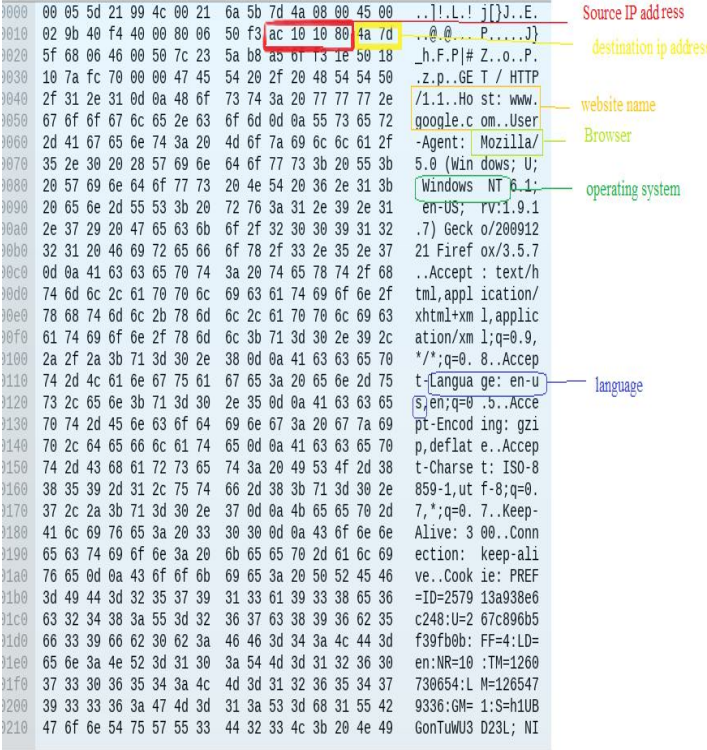 0000 00 05 5d 21 99 4c 00 21 6a 5b 7d 4a 08 00 45 00 ..]!.L.! j[}J..E. Source IP address
0010 02 9b 40 f4 40 00 80 06 50 f3 ac 10 10 80 4a 7d ..@.@... P.....J}
destination ip address
0020 5f 68 06 46 00 50 7c 23 5a b8 a5 6f f3 1e 50 18 _h.F.P|# Z..o..P.
0030 10 7a fc 70 00 00 47 45 54 20 2f 20 48 54 54 50 .z.p..GE T / HTTP
0040 2f 31 2e 31 0d 0a 48 6f 73 74 3a 20 77 77 77 2e /1.1..Ho st: www. website name
0050 67 6f 6f 67 6c 65 2e 63 6f 6d 0d 0a 55 73 65 72 google.c om..User
0060 2d 41 67 65 6e 74 3a 20 4d 6f 7a 69 6c 6c 61 2f -Agent: Mozilla/ Browser
0070 35 2e 30 20 28 57 69 6e 64 6f 77 73 3b 20 55 3b 5.0 (Win dows; U;
0080 20 57 69 6e 64 6f 77 73 20 4e 54 20 36 2e 31 3b Windows NT 6.1; operating system
0090 20 65 6e 2d 55 53 3b 20 72 76 3a 31 2e 39 2e 31 en-US; rv:1.9.1
00a0 2e 37 29 20 47 65 63 6b 6f 2f 32 30 30 39 31 32 .7) Geck o/200912
00b0 32 31 20 46 69 72 65 66 6f 78 2f 33 2e 35 2e 37 21 Firef ox/3.5.7
00c0 0d 0a 41 63 63 65 70 74 3a 20 74 65 78 74 2f 68 ..Accept : text/h
00d0 74 6d 6c 2c 61 70 70 6c 69 63 61 74 69 6f 6e 2f tml,appl ication/
00e0 78 68 74 6d 6c 2b 78 6d 6c 2c 61 70 70 6c 69 63 xhtml+xm l,applic
00f0 61 74 69 6f 6e 2f 78 6d 6c 3b 71 3d 30 2e 39 2c ation/xm l;q=0.9,
0100 2a 2f 2a 3b 71 3d 30 2e 38 0d 0a 41 63 63 65 70 */*;q=0. 8..Accep
0110 74 2d 4c 61 6e 67 75 61 67 65 3a 20 65 6e 2d 75 t-Langua ge: en-u language
0120 73 2c 65 6e 3b 71 3d 30 2e 35 0d 0a 41 63 63 65 s,en;q=0 .5..Acce
0130 70 74 2d 45 6e 63 6f 64 69 6e 67 3a 20 67 7a 69 pt-Encod ing: gzi
0140 70 2c 64 65 66 6c 61 74 65 0d 0a 41 63 63 65 70 p,deflat e..Accep
0150 74 2d 43 68 61 72 73 65 74 3a 20 49 53 4f 2d 38 t-Charse t: ISO-8
0160 38 35 39 2d 31 2c 75 74 66 2d 38 3b 71 3d 30 2e 859-1,ut f-8;q=0.
0170 37 2c 2a 3b 71 3d 30 2e 37 0d 0a 4b 65 65 70 2d 7,*;q=0. 7..Keep-
0180 41 6c 69 76 65 3a 20 33 30 30 0d 0a 43 6f 6e 6e Alive: 3 00..Conn
0190 65 63 74 69 6f 6e 3a 20 6b 65 65 70 2d 61 6c 69 ection: keep-ali
01a0 76 65 0d 0a 43 6f 6f 6b 69 65 3a 20 50 52 45 46 ve..Cook ie: PREF
01b0 3d 49 44 3d 32 35 37 39 31 33 61 39 33 38 65 36 =ID=2579 13a938e6
01c0 63 32 34 38 3a 55 3d 32 36 37 63 38 39 36 62 35 c248:U=2 67c896b5
01d0 66 33 39 66 62 30 62 3a 46 46 3d 34 3a 4c 44 3d f39fb0b: FF=4:LD=
01e0 65 6e 3a 4e 52 3d 31 30 3a 54 4d 3d 31 32 36 30 en:NR=10 :TM=1260
01f0 37 33 30 36 35 34 3a 4c 4d 3d 31 32 36 35 34 37 730654:L M=126547
0200 39 33 33 36 3a 47 4d 3d 31 3a 53 3d 68 31 55 42 9336:GM= 1:S=h1UB
0210 47 6f 6e 54 75 57 55 33 44 32 33 4c 3b 20 4e 49 GonTuWU3 D23L; NI